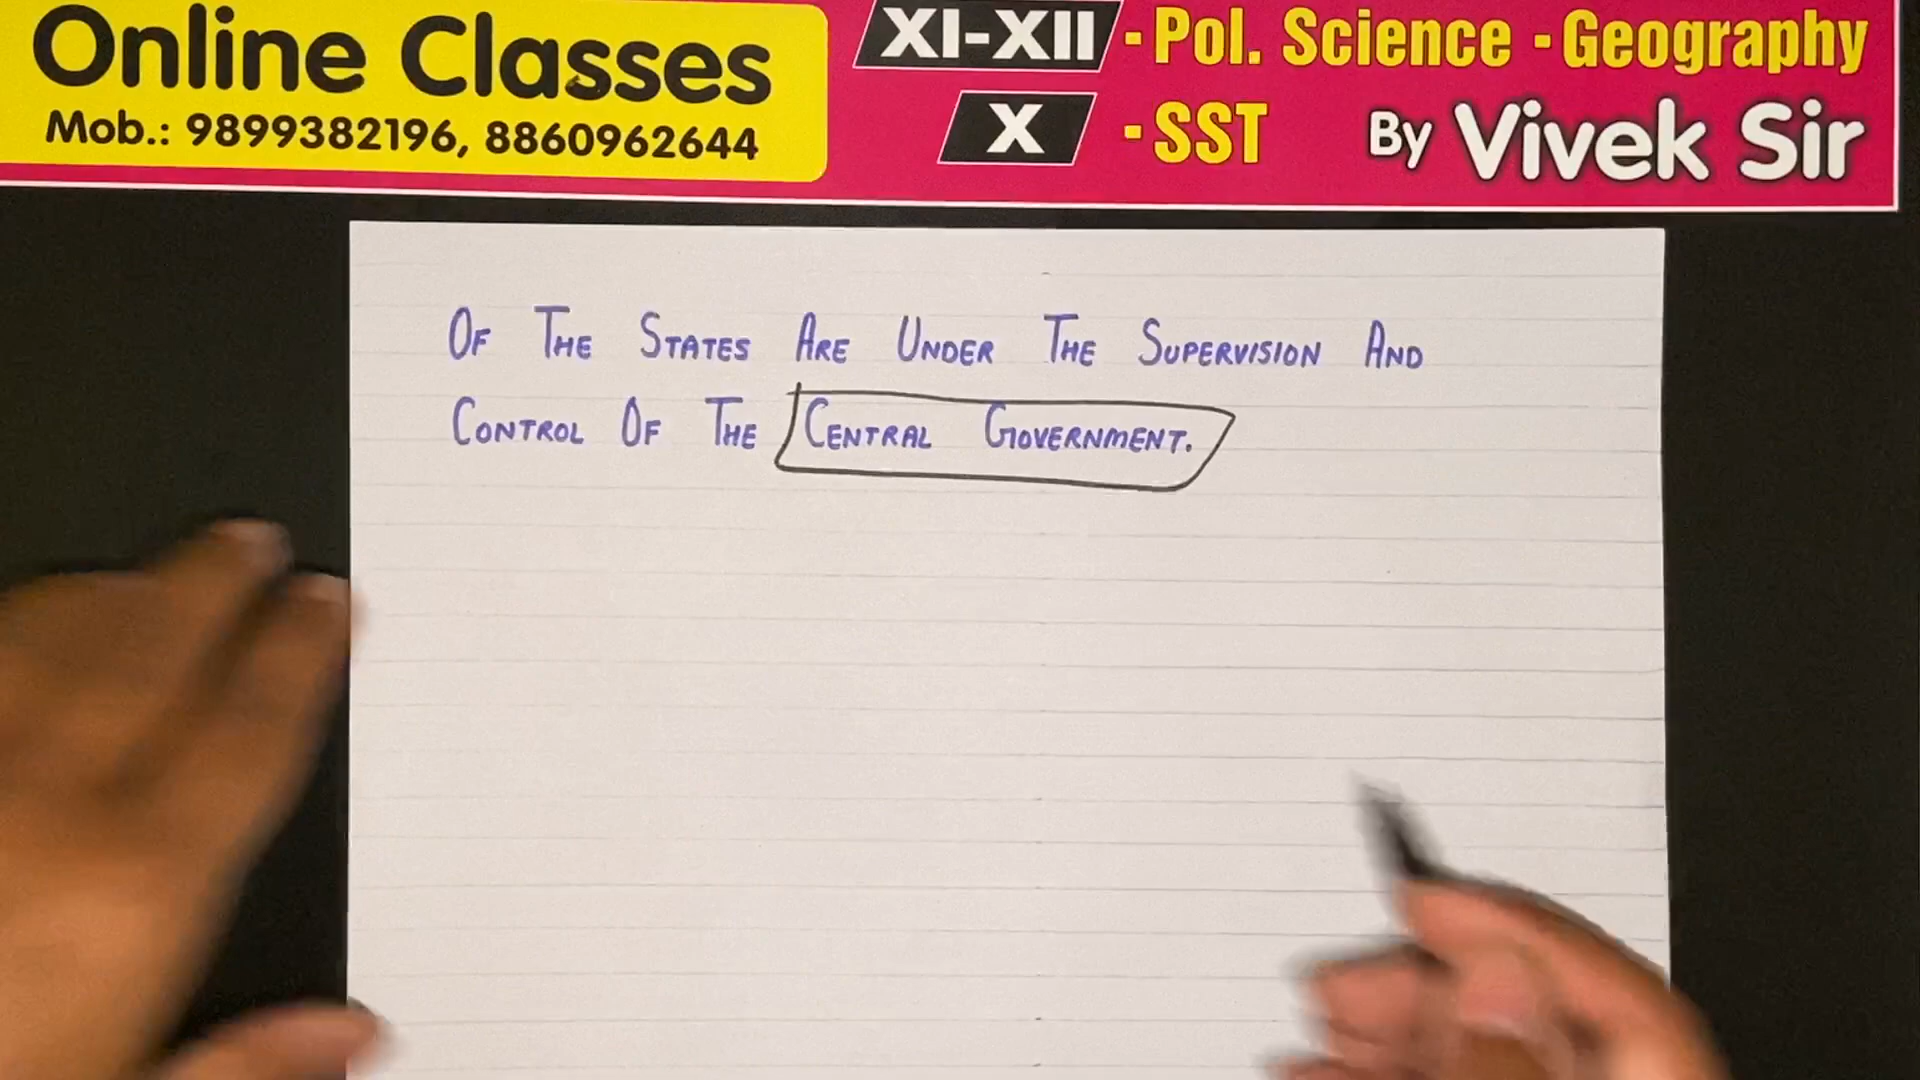 Online Classes
Mob.: 9899382196, 8860962644
XI-XII - Pol. Science - Geography
X - SST By Vivek Sir
OF THE STATES ARE UNDER THE SUPERVISION AND
CONTROL OF THE CENTRAL GOVERNMENT.